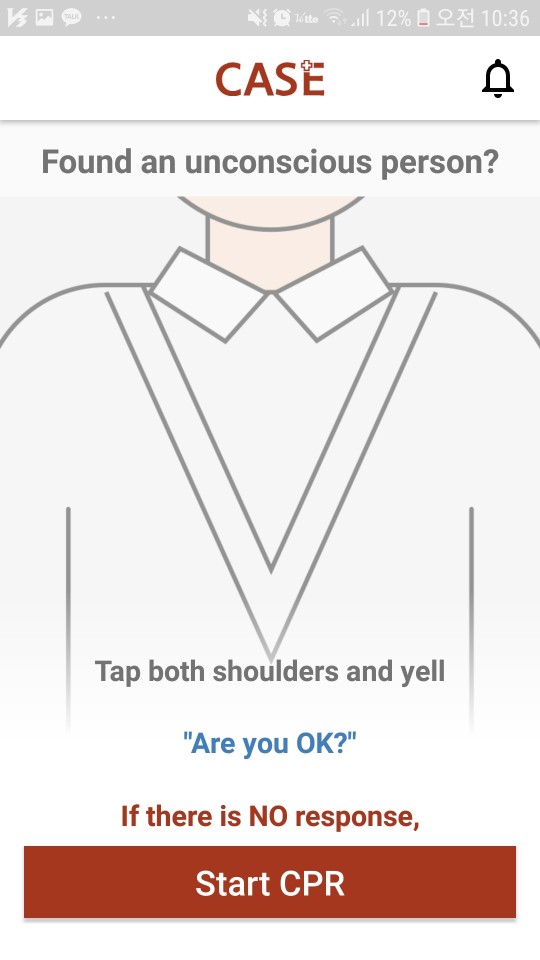 TALK
12% 오전 10:36
CASE
Found an unconscious person?
Tap both shoulders and yell
"Are you OK?"
If there is NO response,
Start CPR